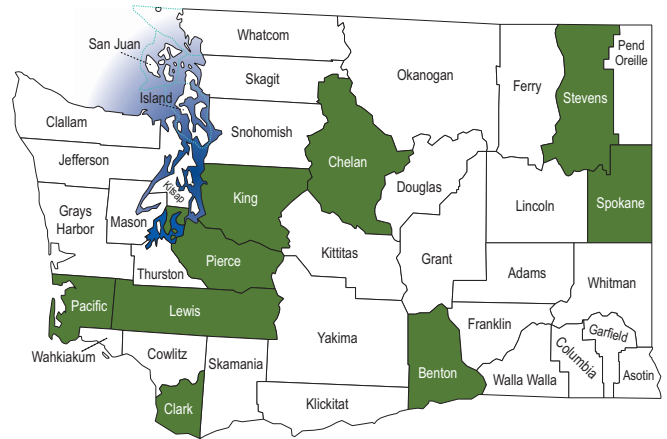 Whatcom
San Juan
Pend
Oreille
Okanogan
Skagit
Ferry
Stevens
Island
Clallam
Snohomish
Jefferson
Chelan
Kitsap
Douglas
King
Lincoln
Spokane
Grays
Harbor
Mason
Kittitas
Grant
Pierce
Thurston
Adams
Whitman
Pacific
Lewis
Franklin
Garfield
Yakima
Wahkiakum
Cowlitz
Skamania
Columbia
Benton
Walla Walla
Asotin
Klickitat
Clark